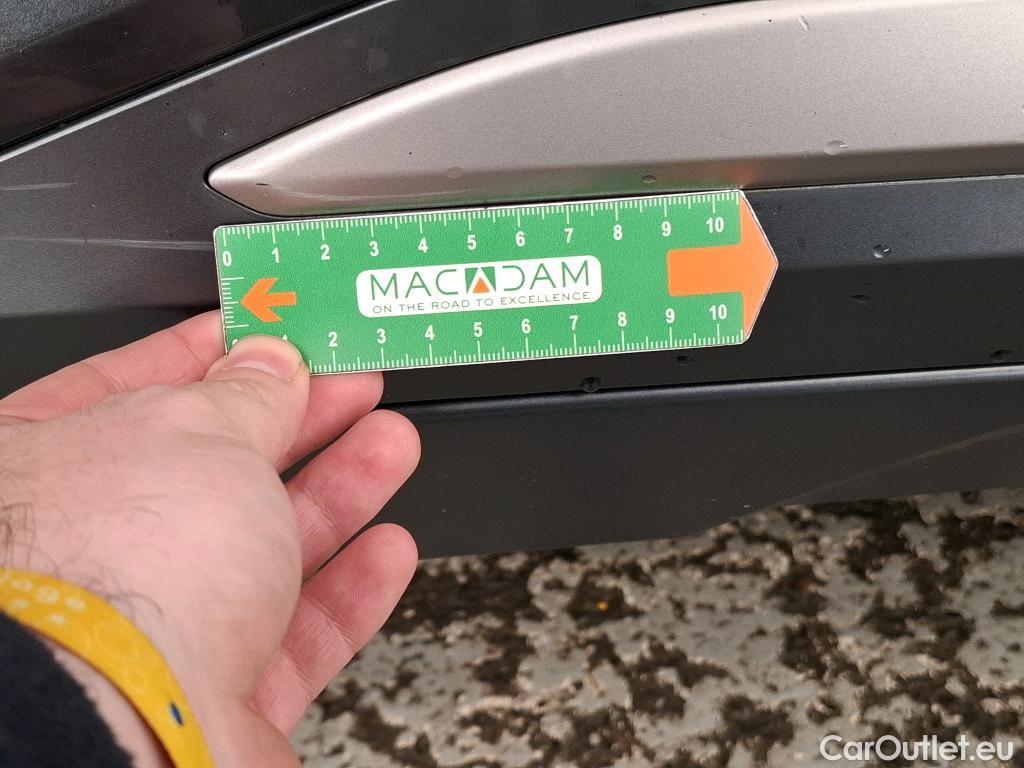 0 1 2 3 4 5 6 7 8 9 10
MACADAM
ON THE ROAD TO EXCELLENCE
2 3 4 5 6 7 8 9 10
CarOutlet.eu